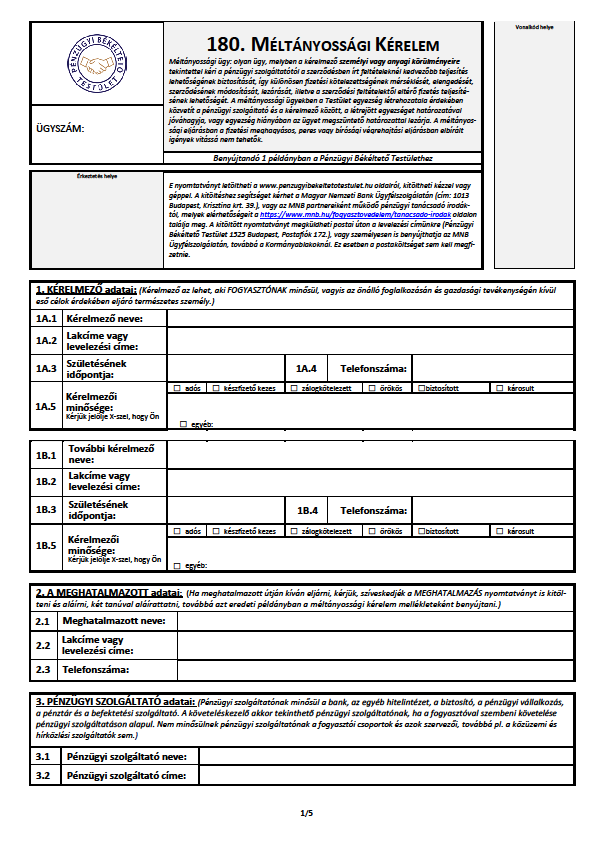 PÉNZÜGYI BÉKÉLTETŐ
TESTÜLET
ÜGYSZÁM:
180. MÉLTÁNYOSSÁGI KÉRELEM
Méltányossági ügy: olyan ügy, melyben a kérelmező személyi vagy anyagi körülményeire
tekintettel kéri a pénzügyi szolgáltatótól a szerződésben írt feltételeknél kedvezőbb teljesítés
lehetőségének biztosítását, így különösen fizetési kötelezettségének mérséklését, elengedését,
szerződésének módosítását, lezárását, illetve a szerződési feltételektől eltérő fizetés teljesíté-
sének lehetőségét. A méltányossági ügyekben a Testület egyezség létrehozatala érdekében
közvetít a pénzügyi szolgáltató és a kérelmező között, a létrejött egyezséget határozatával
jóváhagyja, vagy egyezség hiányában az ügyet megszüntető határozattal lezárja. A méltányos-
sági eljárásban a fizetési meghagyásos, peres vagy bírósági végrehajtási eljárásban elbírált
igények vitássá nem tehetők.
Benyújtandó 1 példányban a Pénzügyi Békéltető Testülethez
Vonalkód helye
Érkeztetés helye
E nyomtatványt letöltheti a www.penzugyibekeltetotestulet.hu oldalról, kitöltheti kézzel vagy
géppel. A kitöltéshez segítséget kérhet a Magyar Nemzeti Bank Ügyfélszolgálatán (cím: 1013
Budapest, Krisztina krt. 39.), vagy az MNB partnereiként működő pénzügyi tanácsadó irodák-
tól, melyek elérhetőségeit a https://www.mnb.hu/fogyasztovedelem/tanacsado-irodak oldalon
találja meg. A kitöltött nyomtatványt megküldheti postai úton a levelezési címünkre (Pénzügyi
Békéltető Testület 1525 Budapest, Postafiók 172.), vagy személyesen is benyújthatja az MNB
Ügyfélszolgálatán, továbbá a Kormányablakoknál. Ez esetben a postaköltséget sem kell megfi-
zetnie.
1. KÉRELMEZŐ adatai: (Kérelmező az lehet, aki FOGYASZTÓNAK minősül, vagyis az önálló foglalkozásán és gazdasági tevékenységén kívül
eső célok érdekében eljáró természetes személy.)
1A.1 Kérelmező neve:
1A.2 Lakcíme vagy
levelezési címe:
1A.3 Születésének
időpontja:
1A.4 Telefonszáma:
1A.5 Kérelmezői
minősége:
Kérjük jelölje X-szel, hogy Ön
☐ adós ☐ készfizető kezes ☐ zálogkötelezett ☐ örökös ☐biztosított ☐ károsult
☐ egyéb:
1B.1 További kérelmező
neve:
1B.2 Lakcíme vagy
levelezési címe:
1B.3 Születésének
időpontja:
1B.4 Telefonszáma:
1B.5 Kérelmezői
minősége:
Kérjük jelölje X-szel, hogy Ön
☐ adós ☐ készfizető kezes ☐ zálogkötelezett ☐ örökös ☐biztosított ☐ károsult
☐ egyéb:
2. A MEGHATALMAZOTT adatai: (Ha meghatalmazott útján kíván eljárni, kérjük, szíveskedjék a MEGHATALMAZÁS nyomtatványt is kitöl-
teni és aláírni, két tanúval aláírattatni, továbbá azt eredeti példányban a méltányossági kérelem mellékleteként benyújtani.)
2.1 Meghatalmazott neve:
2.2 Lakcíme vagy
levelezési címe:
2.3 Telefonszáma:
3. PÉNZÜGYI SZOLGÁLTATÓ adatai: (Pénzügyi szolgáltatónak minősül a bank, az egyéb hitelintézet, a biztosító, a pénzügyi vállalkozás,
a pénztár és a befektetési szolgáltató. A követeléskezelő akkor tekinthető pénzügyi szolgáltatónak, ha a fogyasztóval szembeni követelése
pénzügyi szolgáltatáson alapul. Nem minősülnek pénzügyi szolgáltatónak a fogyasztói csoportok és azok szervezői, továbbá pl. a közüzemi és
hírközlési szolgáltatók sem.)
3.1 Pénzügyi szolgáltató neve:
3.2 Pénzügyi szolgáltató címe:
1/5